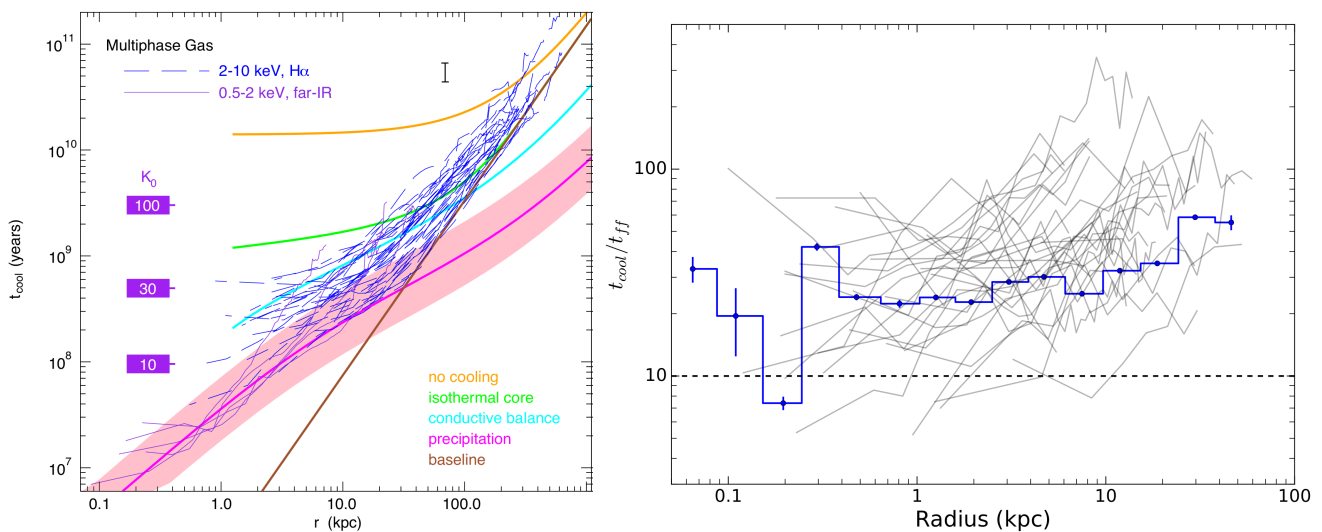 Multiphase Gas
2-10 keV, Hα
0.5-2 keV, far-IR
K₀
100
30
10
no cooling
isothermal core
conductive balance
precipitation
baseline
t_cool (years)
10¹¹
10¹⁰
10⁹
10⁸
10⁷
0.1 1.0 10.0 100.0
r (kpc)
t_cool/t_ff
100
10
0.1 1 10 100
Radius (kpc)